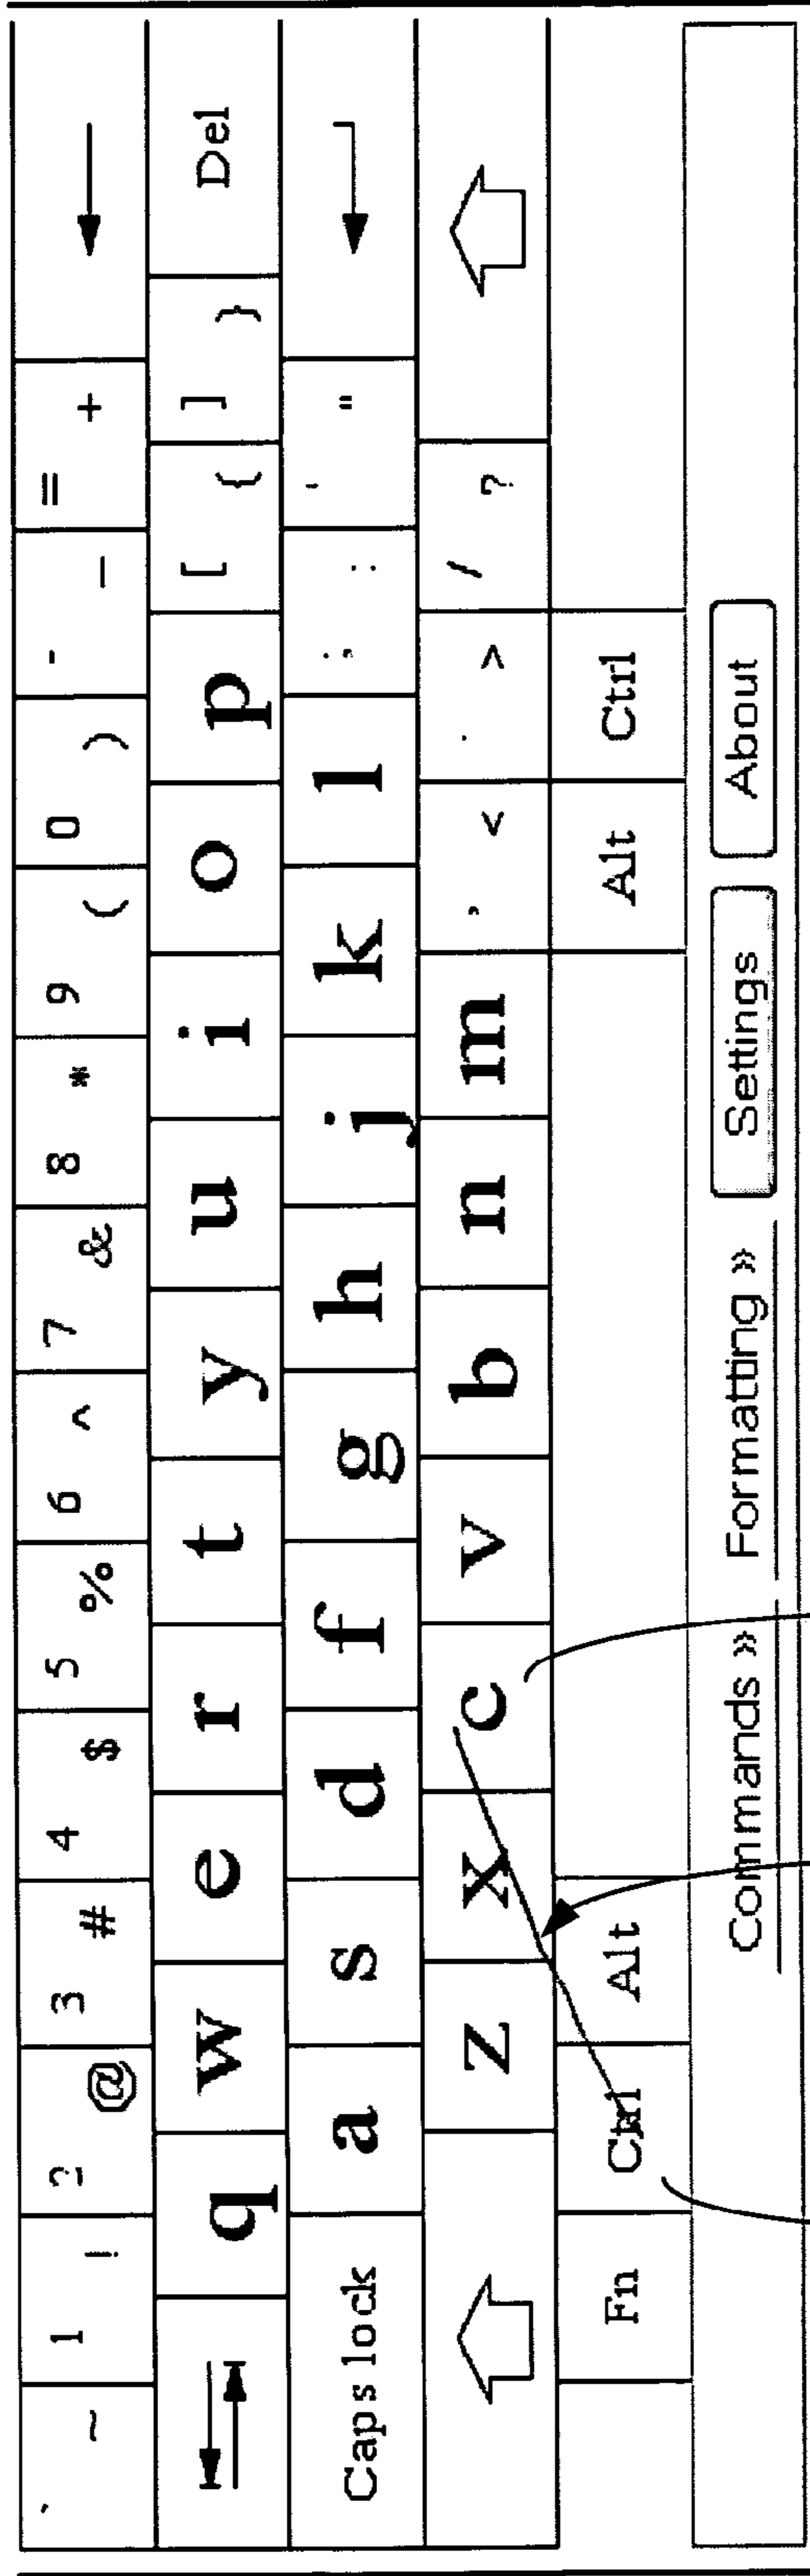 ` ~ 1 ! 2 @ 3 # 4 $ 5 % 6 ^ 7 & 8 * 9 ( 0 ) - _ = +
q w e r t y u i o p [ { ] } Del
Caps lock a s d f g h j k l ; : ' "
z x c v b n m , < . > / ?
Fn Ctrl Alt Alt Ctrl
Commands » Formatting » Settings About